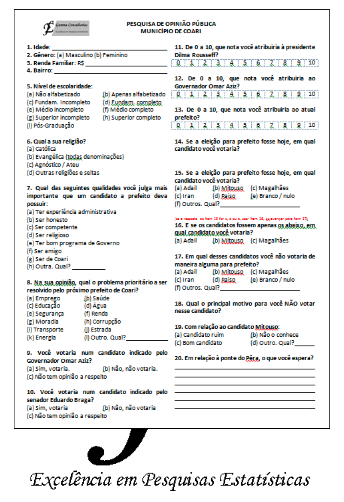 PESQUISA DE OPINIÃO PÚBLICA
MUNICÍPIO DE COARI
1. Idade:
2. Gênero: (a) Masculino (b) Feminino
3. Renda Familiar: R$
4. Bairro:
5. Nível de escolaridade:
(a) Não alfabetizado (b) Apenas alfabetizado
(c) Fundam. Incompleto (d) Fundam. completo
(e) Médio incompleto (f) Médio completo
(g) Superior incompleto (h) Superior completo
(i) Pós-Graduação
6. Qual a sua religião?
(a) Católica
(b) Evangélica (todas denominações)
(c) Agnóstico / Ateu
(d) Outras religiões e seitas
7. Qual das seguintes qualidades você julga mais
importante que um candidato a prefeito deva
possuir:
(a) Ter experiência administrativa
(b) Ser honesto
(c) Ser competente
(d) Ser religioso
(e) Ter bom programa de Governo
(f) Ser amigo
(g) Ser de Coari
(h) Outra. Qual?
8. Na sua opinião, qual o problema prioritário a ser
resolvido pelo próximo prefeito de Coari?
(a) Emprego (b) Saúde
(c) Educação (d) Água
(e) Segurança (f) Renda
(g) Moradia (h) Corrupção
(i) Transporte (j) Estrada
(k) Energia (l) Outro. Qual?
9. Você votaria num candidato indicado pelo
Governador Omar Aziz?
(a) Sim, votaria (b) Não, não votaria.
(c) Não tem opinião a respeito
10. Você votaria num candidato indicado pelo
senador Eduardo Braga?
(a) Sim, votaria (b) Não, não votaria
(c) Não tem opinião a respeito
11. De 0 a 10, que nota você atribuiria à presidente
Dilma Rousseff?
0 1 2 3 4 5 6 7 8 9 10
12. De 0 a 10, que nota você atribuiria ao
Governador Omar Aziz?
0 1 2 3 4 5 6 7 8 9 10
13. De 0 a 10, que nota você atribuiria ao atual
prefeito?
0 1 2 3 4 5 6 7 8 9 10
14. Se a eleição para prefeito fosse hoje, em qual
candidato você votaria?
15. Se a eleição para prefeito fosse hoje, em qual
candidato você votaria?
(a) Adail (b) Mitouso (c) Magalhães
(c) Iran (d) Raiso (e) Branco / nulo
(f) Outros. Qual?
16. E se os candidatos fossem apenas os abaixo, em
qual candidato você votaria?
(a) Adail (b) Mitouso (c) Magalhães
17. Em qual desses candidatos você não votaria de
maneira alguma para prefeito?
(a) Adail (b) Mitouso (c) Magalhães
(c) Iran (d) Raiso (e) Branco / nulo
(f) Outros. Qual?
18. Qual o principal motivo para você NÃO votar
nesse candidato?
19. Com relação ao candidato Mitouso:
(a) Candidato ruim (b) Não o conhece
(c) Bom candidato (d) Outro. Qual?
20. Em relação à ponte do Pêra, o que você espera?
Excelência em Pesquisas Estatísticas